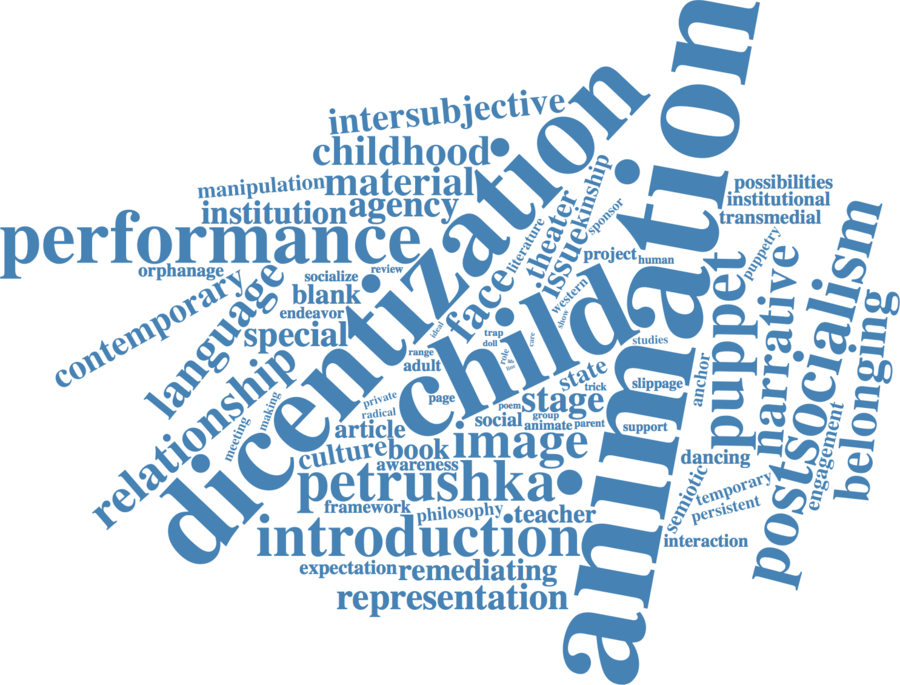 animation
dicentization
child
intersubjective
childhood
manipulation
material
institution
agency
performance
orphanage
contemporary
language
socialize
review
blank
endeavor
special
relationship
meeting
making
literature
theater
issue
kinship
sponsor
face
western
show
project
human
ideal
trap
doll
role
care
line
range
adult
private
radical
page
state
trick
stage
poem
social
group
animate
parent
article
culture
book
image
awareness
petrushka
framework
philosophy
teacher
introduction
expectation
remediating
representation
possibilities
institutional
transmedial
puppetry
puppet
narrative
postsocialism
belonging
studies
slippage
anchor
support
dancing
semiotic
temporary
persistent
engagement
interaction